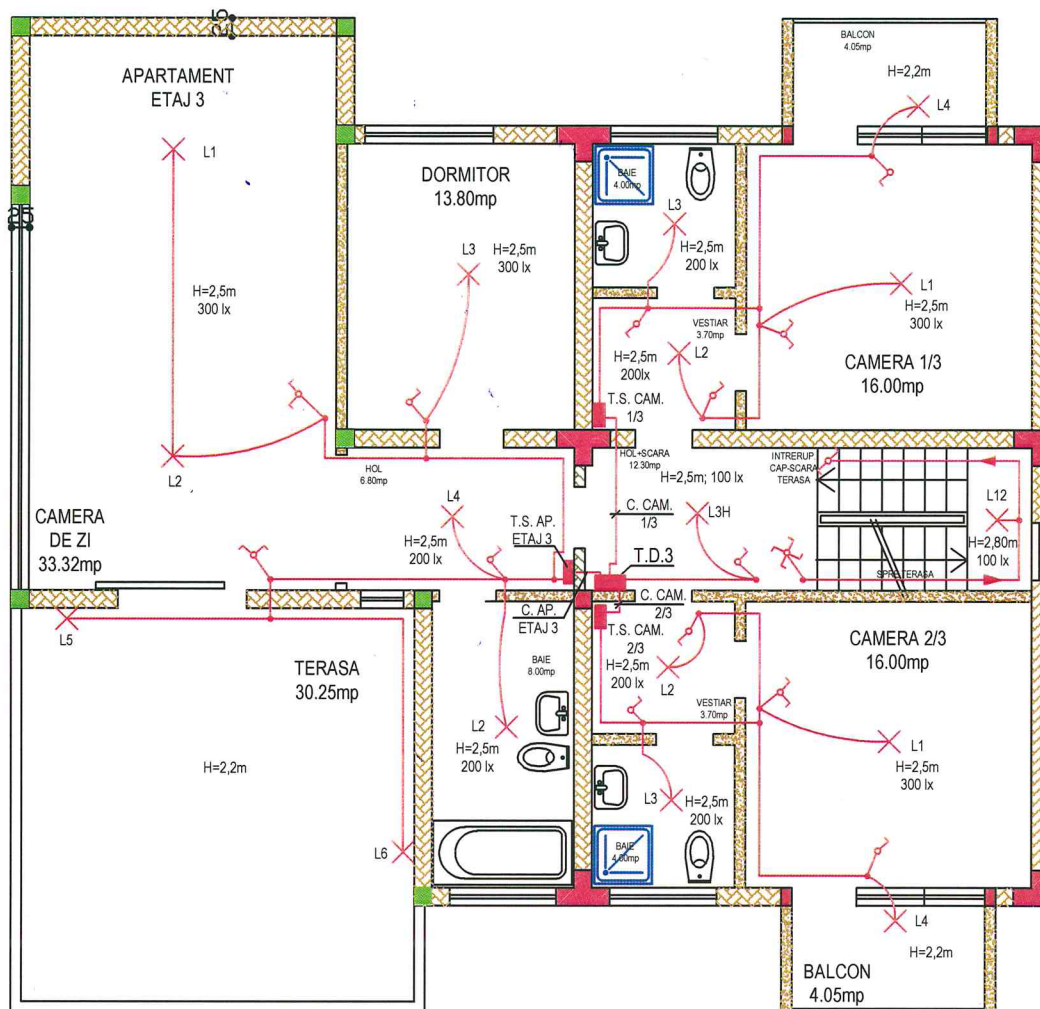 25
APARTAMENT
ETAJ 3
L1
25
H=2,5m
300 lx
L2
CAMERA
DE ZI
33.32mp
DORMITOR
13.80mp
L3
H=2,5m
300 lx
HOL
6.80mp
L4
H=2,5m
200 lx
T.S. AP.
ETAJ 3
C. AP.
ETAJ 3
BAIE
4.00mp
L3
H=2,5m
200 lx
VESTIAR
3.70mp
H=2,5m
200lx
L2
T.S. CAM.
1/3
BALCON
4.05mp
H=2,2m
L4
L1
H=2,5m
300 lx
CAMERA 1/3
16.00mp
HOL+SCARA
12.30mp
H=2,5m; 100 lx
C. CAM.
1/3
L3H
T.D.3
INTRERUP
CAP-SCARA
TERASA
L12
H=2,80m
100 lx
SPRE TERASA
C. CAM.
2/3
T.S. CAM.
2/3
H=2,5m
200 lx
L2
VESTIAR
3.70mp
CAMERA 2/3
16.00mp
L1
H=2,5m
300 lx
L5
TERASA
30.25mp
H=2,2m
L6
BAIE
8.00mp
L2
H=2,5m
200 lx
L3
H=2,5m
200 lx
BAIE
4.00mp
L4
H=2,2m
BALCON
4.05mp